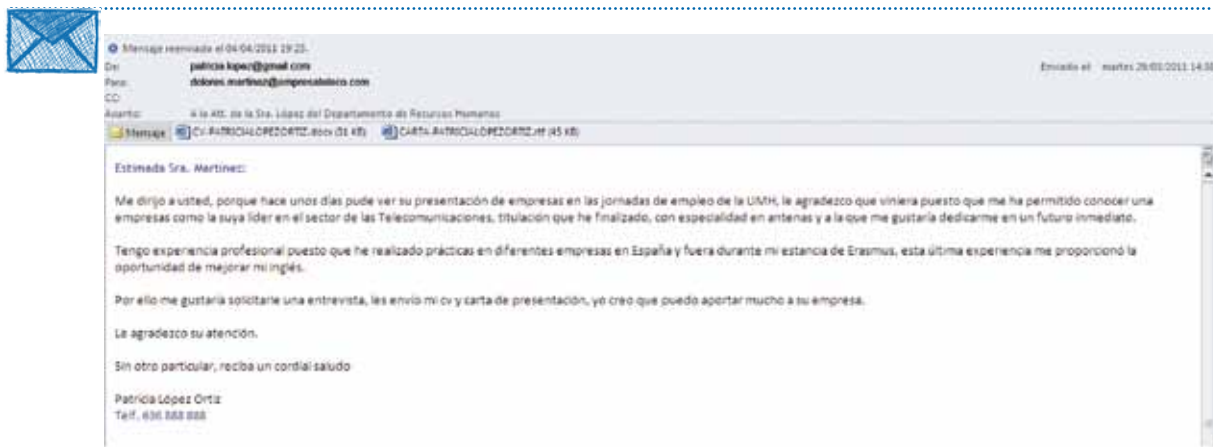 Mensaje reenviado el 04/04/2011 19:23.
De: patricia.lopez@gmail.com
Enviado el: martes 29/03/2011 14:30
Para: dolores.martinez@empresateleco.com
CC:
Asunto: A la Att. de la Sra. López del Departamento de Recursos Humanos
Mensaje CV-PATRICIALOPEZORTIZ.docx (31 KB) CARTA-PATRICIALOPEZORTIZ.rtf (45 KB)
Estimada Sra. Martinez:
Me dirijo a usted, porque hace unos días pude ver su presentación de empresas en las jornadas de empleo de la UMH, le agradezco que viniera puesto que me ha permitido conocer una
empresas como la suya líder en el sector de las Telecomunicaciones, titulación que he finalizado, con especialidad en antenas y a la que me gustaría dedicarme en un futuro inmediato.
Tengo experiencia profesional puesto que he realizado prácticas en diferentes empresas en España y fuera durante mi estancia de Erasmus, esta última experiencia me proporcionó la
oportunidad de mejorar mi inglés.
Por ello me gustaría solicitarle una entrevista, les envío mi cv y carta de presentación, yo creo que puedo aportar mucho a su empresa.
Le agradezco su atención.
Sin otro particular, reciba un cordial saludo
Patricia López Ortiz
Telf. 636 888 888